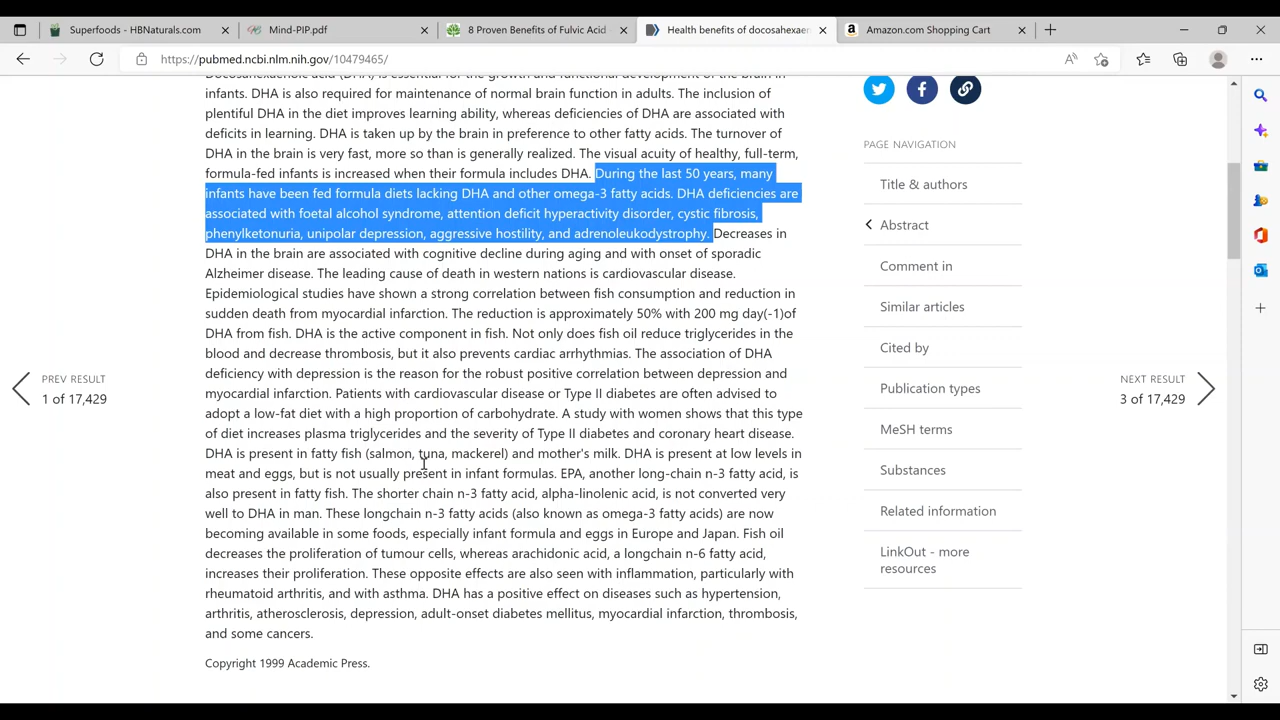 Superfoods - HBNaturals.com
Mind-PIP.pdf
8 Proven Benefits of Fulvic Acid
Health benefits of docosahexaen
Amazon.com Shopping Cart
https://pubmed.ncbi.nlm.nih.gov/10479465/
Docosahexaenoic acid (DHA) is essential for the growth and functional development of the brain in
infants. DHA is also required for maintenance of normal brain function in adults. The inclusion of
plentiful DHA in the diet improves learning ability, whereas deficiencies of DHA are associated with
deficits in learning. DHA is taken up by the brain in preference to other fatty acids. The turnover of
DHA in the brain is very fast, more so than is generally realized. The visual acuity of healthy, full-term,
formula-fed infants is increased when their formula includes DHA. During the last 50 years, many
infants have been fed formula diets lacking DHA and other omega-3 fatty acids. DHA deficiencies are
associated with foetal alcohol syndrome, attention deficit hyperactivity disorder, cystic fibrosis,
phenylketonuria, unipolar depression, aggressive hostility, and adrenoleukodystrophy. Decreases in
DHA in the brain are associated with cognitive decline during aging and with onset of sporadic
Alzheimer disease. The leading cause of death in western nations is cardiovascular disease.
Epidemiological studies have shown a strong correlation between fish consumption and reduction in
sudden death from myocardial infarction. The reduction is approximately 50% with 200 mg day(-1)of
DHA from fish. DHA is the active component in fish. Not only does fish oil reduce triglycerides in the
blood and decrease thrombosis, but it also prevents cardiac arrhythmias. The association of DHA
deficiency with depression is the reason for the robust positive correlation between depression and
myocardial infarction. Patients with cardiovascular disease or Type II diabetes are often advised to
adopt a low-fat diet with a high proportion of carbohydrate. A study with women shows that this type
of diet increases plasma triglycerides and the severity of Type II diabetes and coronary heart disease.
DHA is present in fatty fish (salmon, tuna, mackerel) and mother's milk. DHA is present at low levels in
meat and eggs, but is not usually present in infant formulas. EPA, another long-chain n-3 fatty acid, is
also present in fatty fish. The shorter chain n-3 fatty acid, alpha-linolenic acid, is not converted very
well to DHA in man. These longchain n-3 fatty acids (also known as omega-3 fatty acids) are now
becoming available in some foods, especially infant formula and eggs in Europe and Japan. Fish oil
decreases the proliferation of tumour cells, whereas arachidonic acid, a longchain n-6 fatty acid,
increases their proliferation. These opposite effects are also seen with inflammation, particularly with
rheumatoid arthritis, and with asthma. DHA has a positive effect on diseases such as hypertension,
arthritis, atherosclerosis, depression, adult-onset diabetes mellitus, myocardial infarction, thrombosis,
and some cancers.
Copyright 1999 Academic Press.
PREV RESULT
1 of 17,429
NEXT RESULT
3 of 17,429
PAGE NAVIGATION
Title & authors
Abstract
Comment in
Similar articles
Cited by
Publication types
MeSH terms
Substances
Related information
LinkOut - more
resources